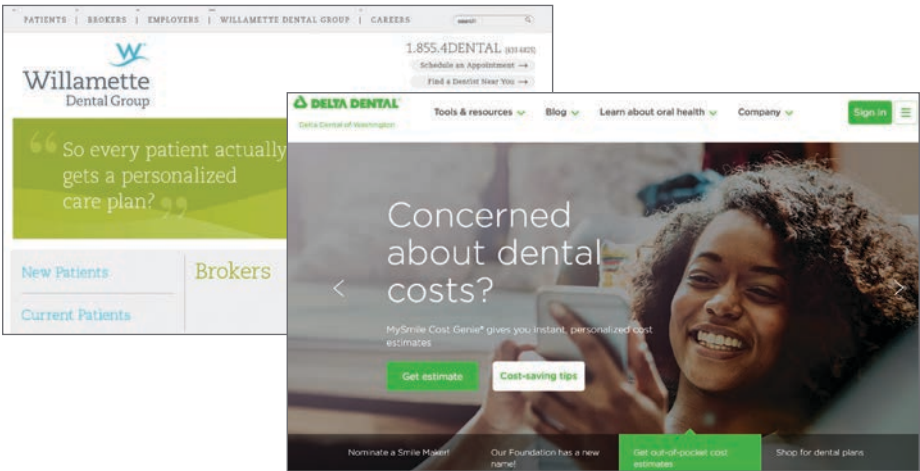 PATIENTS | BROKERS | EMPLOYERS | WILLAMETTE DENTAL GROUP | CAREERS
search
Willamette
Dental Group
1.855.4DENTAL (433-6825)
Schedule an Appointment →
Find a Dentist Near You →
“ So every patient actually
gets a personalized
care plan? ”
New Patients
Current Patients
Brokers
DELTA DENTAL®
Delta Dental of Washington
Tools & resources
Blog
Learn about oral health
Company
Sign in
Concerned
about dental
costs?
MySmile Cost Genie® gives you instant, personalized cost
estimates
Get estimate
Cost-saving tips
Nominate a Smile Maker!
Our Foundation has a new
name!
Get out-of-pocket cost
estimates
Shop for dental plans